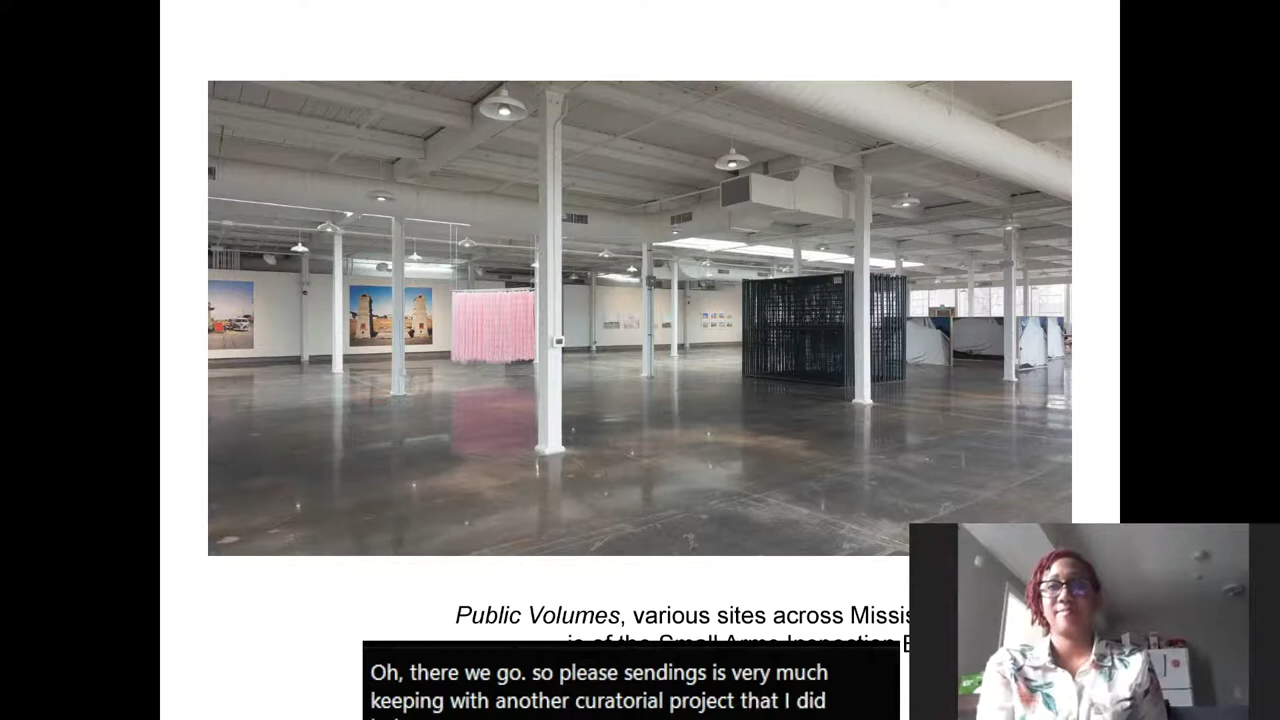 Public Volumes, various sites across
Oh, there we go. so please sendings is very much
keeping with another curatorial project that I did